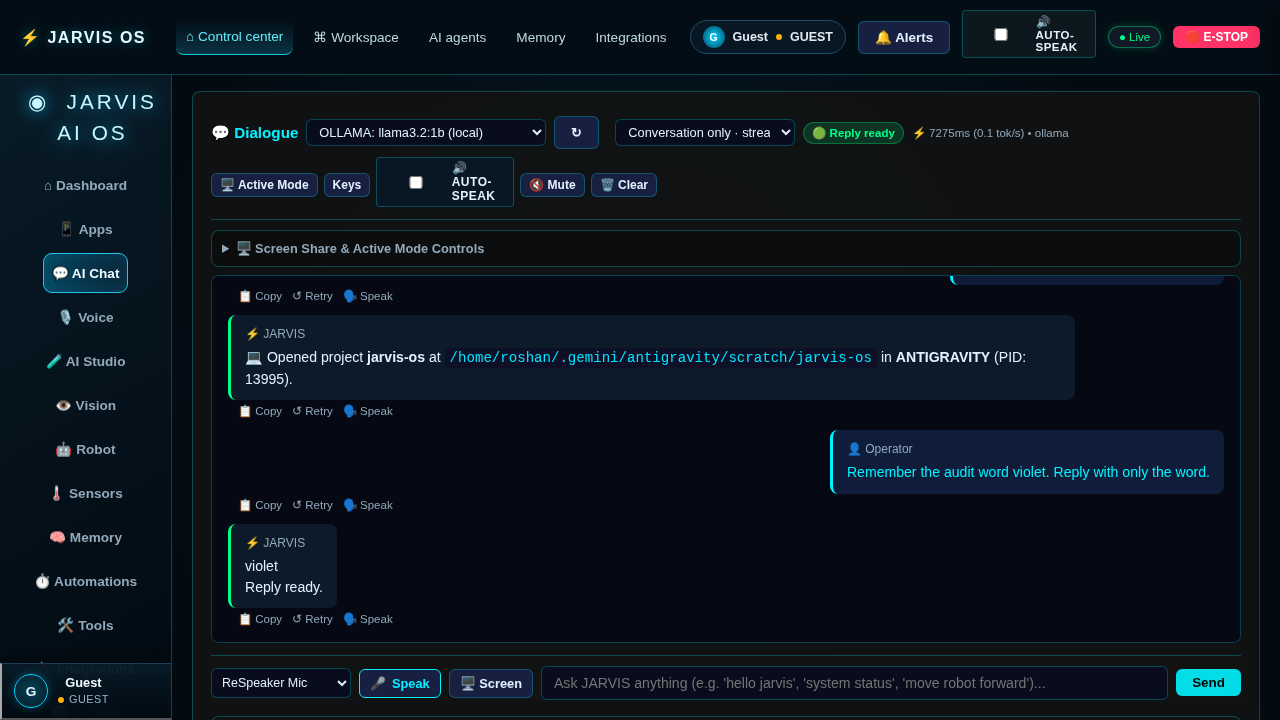 ⚡ JARVIS OS
⌂ Control center
⌘ Workspace
AI agents
Memory
Integrations
G Guest GUEST
🔔 Alerts
🔊 AUTO-SPEAK
● Live
🛑 E-STOP
◉ JARVIS AI OS
⌂ Dashboard
📱 Apps
💬 AI Chat
🎙️ Voice
🧪 AI Studio
👁️ Vision
🤖 Robot
🌡️ Sensors
🧠 Memory
⏱️ Automations
🛠️ Tools
G Guest
GUEST
💬 Dialogue
OLLAMA: llama3.2:1b (local)
↻
Conversation only · strea
🟢 Reply ready
⚡ 7275ms (0.1 tok/s) • ollama
🖥️ Active Mode
Keys
🔊 AUTO-SPEAK
🔇 Mute
🗑️ Clear
▶ 🖥️ Screen Share & Active Mode Controls
📋 Copy ↺ Retry 🗣️ Speak
⚡ JARVIS
💻 Opened project jarvis-os at /home/roshan/.gemini/antigravity/scratch/jarvis-os in ANTIGRAVITY (PID:
13995).
📋 Copy ↺ Retry 🗣️ Speak
👤 Operator
Remember the audit word violet. Reply with only the word.
📋 Copy ↺ Retry 🗣️ Speak
⚡ JARVIS
violet
Reply ready.
📋 Copy ↺ Retry 🗣️ Speak
ReSpeaker Mic
🎤 Speak
🖥️ Screen
Ask JARVIS anything (e.g. 'hello jarvis', 'system status', 'move robot forward')...
Send